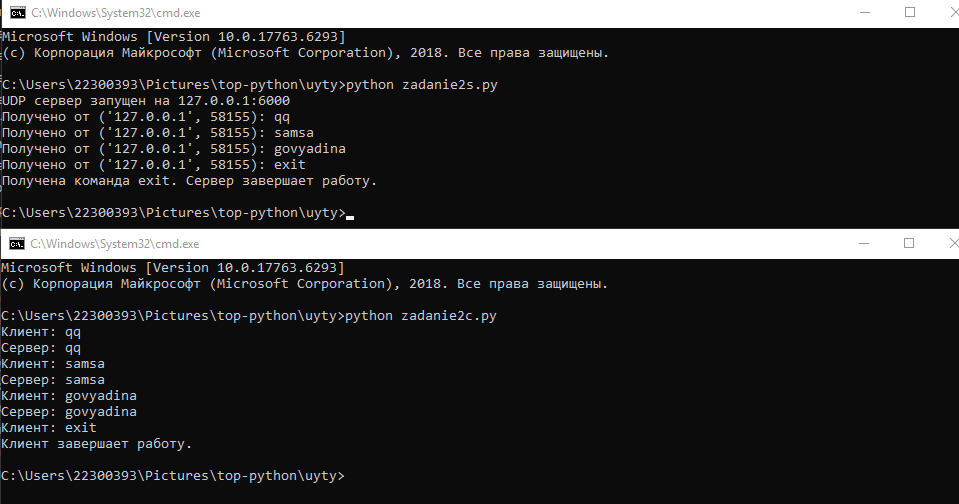 C:\Windows\System32\cmd.exe
Microsoft Windows [Version 10.0.17763.6293]
(c) Корпорация Майкрософт (Microsoft Corporation), 2018. Все права защищены.
C:\Users\22300393\Pictures\top-python\uyty>python zadanie2s.py
UDP сервер запущен на 127.0.0.1:6000
Получено от ('127.0.0.1', 58155): qq
Получено от ('127.0.0.1', 58155): samsa
Получено от ('127.0.0.1', 58155): govyadina
Получено от ('127.0.0.1', 58155): exit
Получена команда exit. Сервер завершает работу.
C:\Users\22300393\Pictures\top-python\uyty>
C:\Windows\System32\cmd.exe
Microsoft Windows [Version 10.0.17763.6293]
(c) Корпорация Майкрософт (Microsoft Corporation), 2018. Все права защищены.
C:\Users\22300393\Pictures\top-python\uyty>python zadanie2c.py
Клиент: qq
Сервер: qq
Клиент: samsa
Сервер: samsa
Клиент: govyadina
Сервер: govyadina
Клиент: exit
Клиент завершает работу.
C:\Users\22300393\Pictures\top-python\uyty>